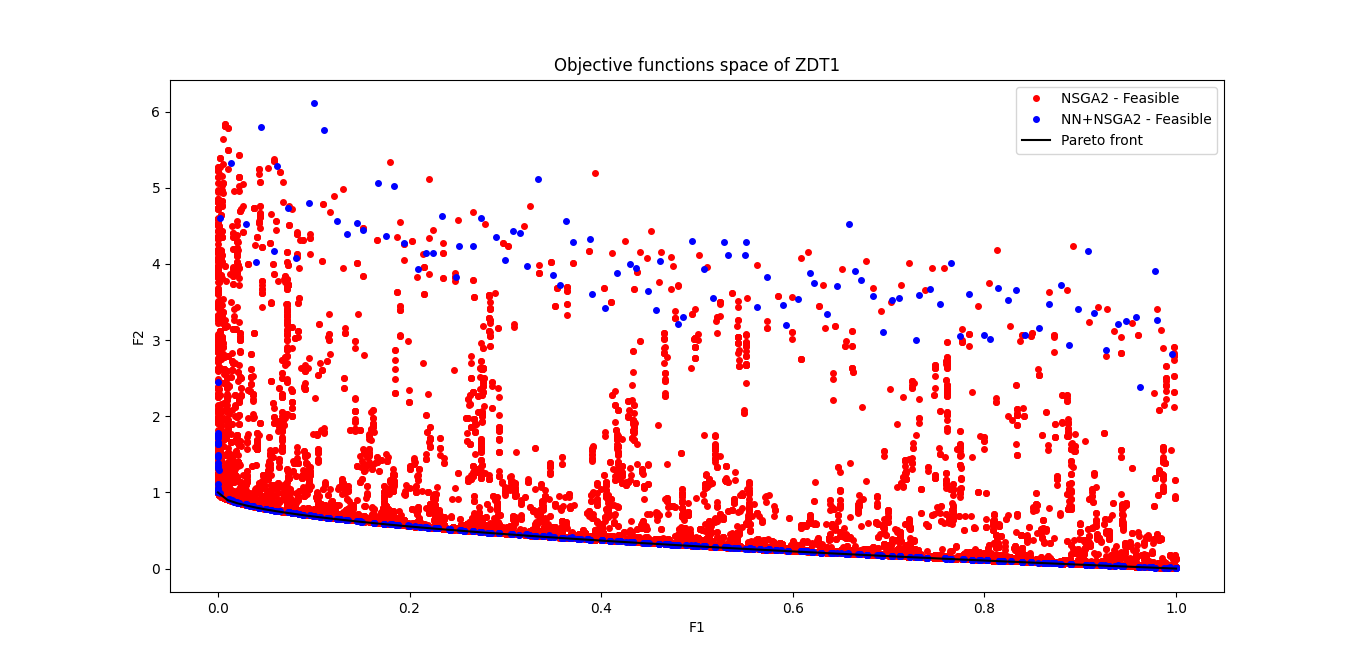 Objective functions space of ZDT1
NSGA2 - Feasible
NN+NSGA2 - Feasible
Pareto front
F2
6
5
4
3
2
1
0
0.0 0.2 0.4 0.6 0.8 1.0
F1